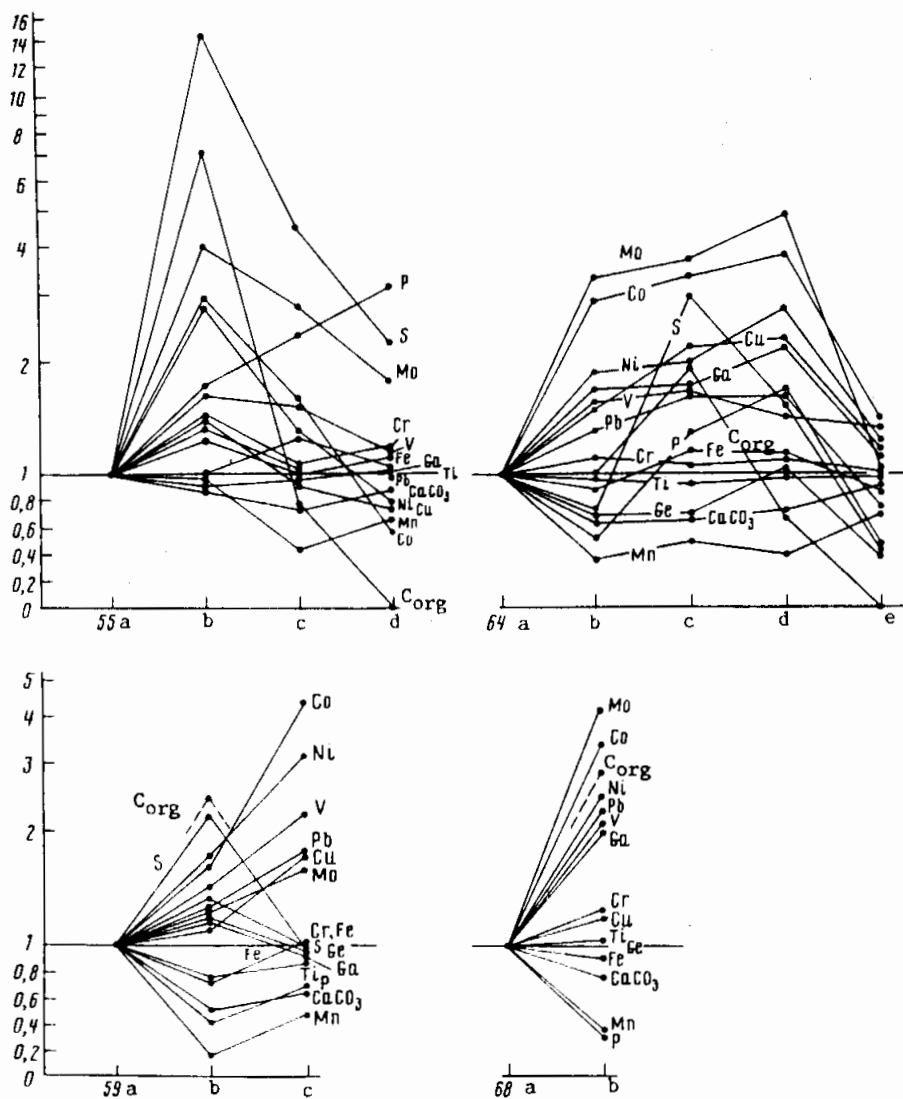 16
14
12
10
8
6
4
2
1
0,8
0,6
0,4
0,2
0
P
S
Mo
Cr
V
Fe
Ga
Ti
Pb
CaCO3
Ni Cu
Mn
Co
Corg
55 a b c d
Mo
Co
S
Ni
Cu
Ga
V
Pb
P
Corg
Cr
Fe
Ti
Ge
CaCO3
Mn
64 a b c d e
5
4
3
2
1
0,8
0,6
0,4
0,2
0
Co
Ni
Corg
V
S
Pb
Cu
Mo
Cr,Fe
S
Ge
Fe
Ga
Ti P
CaCO3
Mn
59 a b c
Mo
Co
Corg
Ni
Pb
V
Ga
Cr
Cu
Ti
Ge
Fe
CaCO3
Mn
P
68 a b